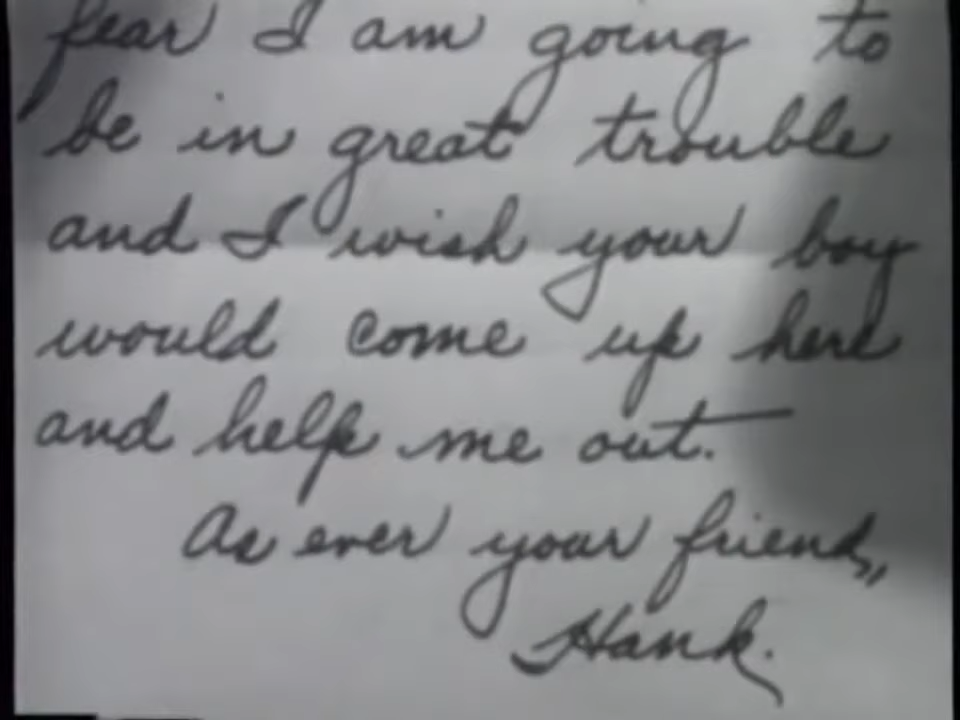 fear I am going to
be in great trouble
and I wish your boy
would come up here
and help me out.
As ever your friend,
Hank.